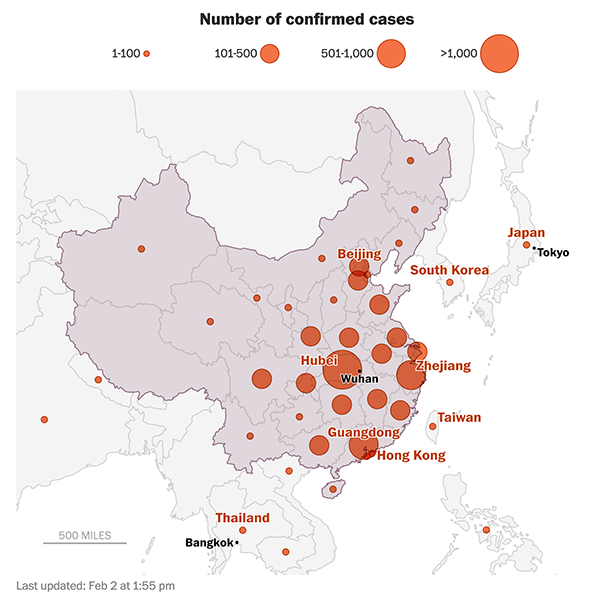 Number of confirmed cases
1-100
101-500
501-1,000
>1,000
Beijing
Japan
Tokyo
South Korea
Hubei
Wuhan
Zhejiang
Taiwan
Guangdong
Hong Kong
Thailand
Bangkok
500 MILES
Last updated: Feb 2 at 1:55 pm